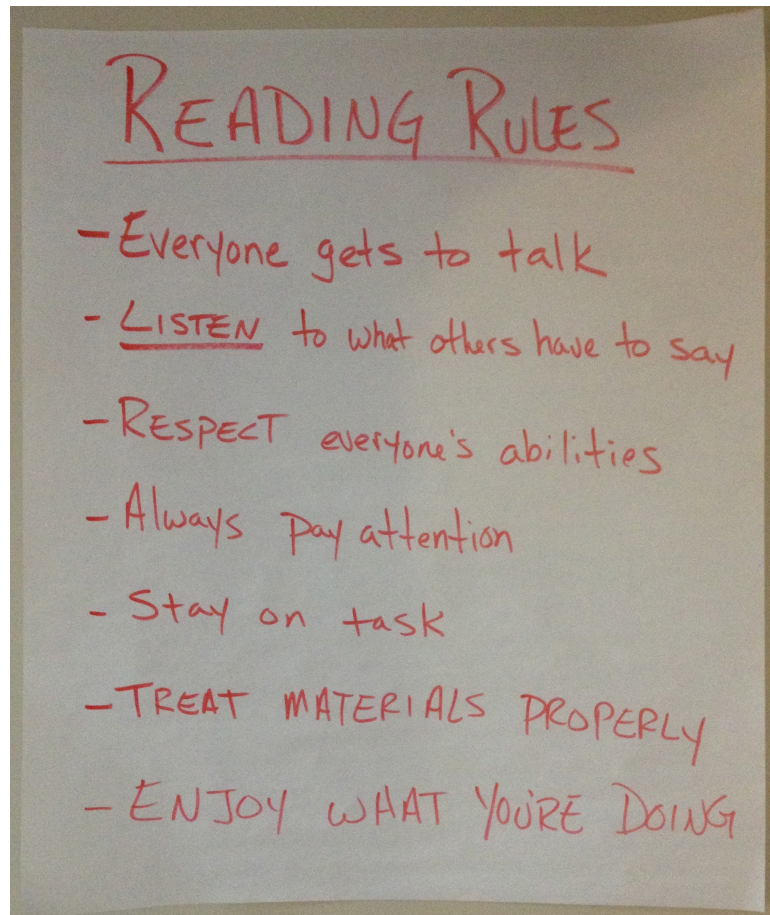 READING RULES
- Everyone gets to talk
- LISTEN to what others have to say
- RESPECT everyone's abilities
- Always pay attention
- Stay on task
- TREAT MATERIALS PROPERLY
- ENJOY WHAT YOU'RE DOING